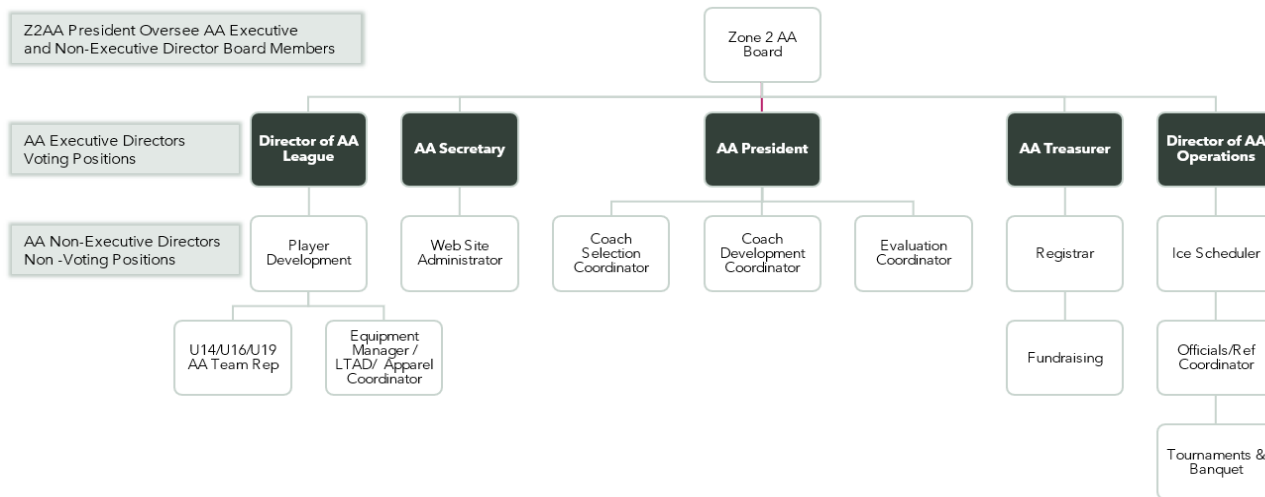 Z2AA President Oversee AA Executive
and Non-Executive Director Board Members
Zone 2 AA
Board
AA Executive Directors
Voting Positions
Director of AA
League
AA Secretary
AA President
AA Treasurer
Director of AA
Operations
AA Non-Executive Directors
Non -Voting Positions
Player
Development
Web Site
Administrator
Coach
Selection
Coordinator
Coach
Development
Coordinator
Evaluation
Coordinator
Registrar
Ice Scheduler
U14/U16/U19
AA Team Rep
Equipment
Manager /
LTAD/ Apparel
Coordinator
Fundraising
Officials/Ref
Coordinator
Tournaments &
Banquet